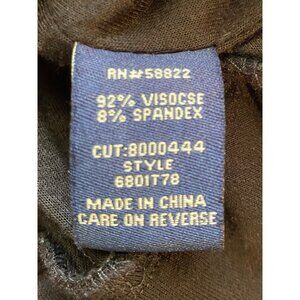 RN#58822
92% VISOCSE
8% SPANDEX
CUT:8000444
STYLE
6801T78
MADE IN CHINA
CARE ON REVERSE